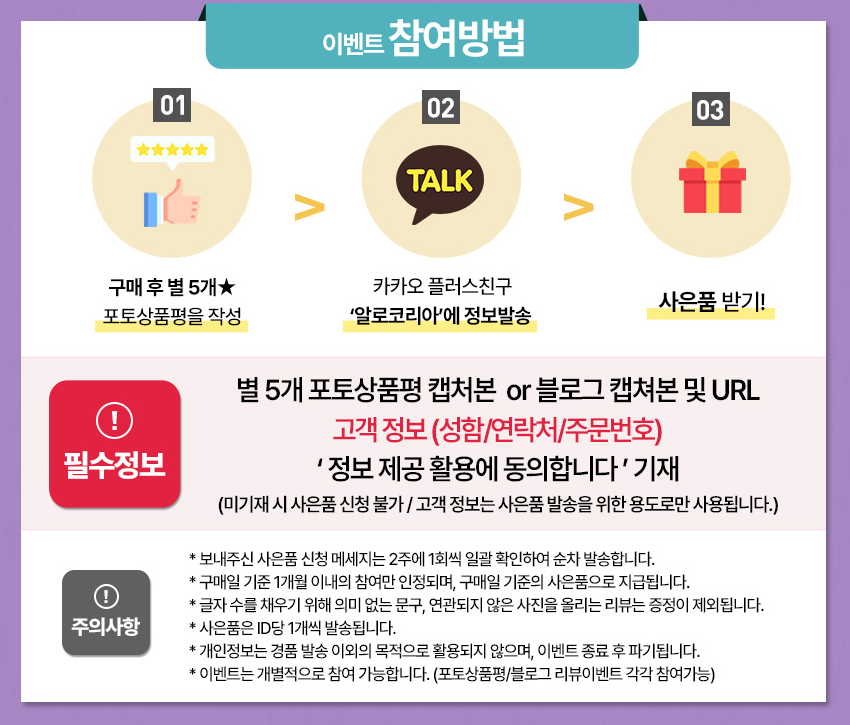 이벤트 참여방법
01
02
03
TALK
>
>
구매 후 별 5개★
포토상품평을 작성
카카오 플러스친구
‘알로코리아’에 정보발송
사은품 받기!
!
필수정보
별 5개 포토상품평 캡처본 or 블로그 캡쳐본 및 URL
고객 정보 (성함/연락처/주문번호)
‘ 정보 제공 활용에 동의합니다 ’ 기재
(미기재 시 사은품 신청 불가 / 고객 정보는 사은품 발송을 위한 용도로만 사용됩니다.)
!
주의사항
* 보내주신 사은품 신청 메세지는 2주에 1회씩 일괄 확인하여 순차 발송합니다.
* 구매일 기준 1개월 이내의 참여만 인정되며, 구매일 기준의 사은품으로 지급됩니다.
* 글자 수를 채우기 위해 의미 없는 문구, 연관되지 않은 사진을 올리는 리뷰는 증정이 제외됩니다.
* 사은품은 ID당 1개씩 발송됩니다.
* 개인정보는 경품 발송 이외의 목적으로 활용되지 않으며, 이벤트 종료 후 파기됩니다.
* 이벤트는 개별적으로 참여 가능합니다. (포토상품평/블로그 리뷰이벤트 각각 참여가능)